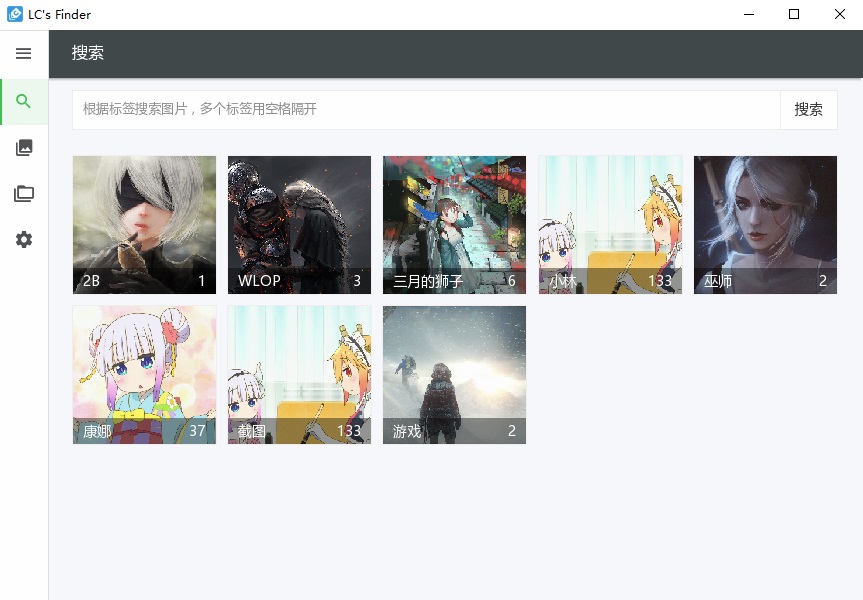 LC's Finder
搜索
根据标签搜索图片，多个标签用空格隔开
搜索
2B 1
WLOP 3
三月的狮子 6
小林 133
巫师 2
康娜 37
截图 133
游戏 2